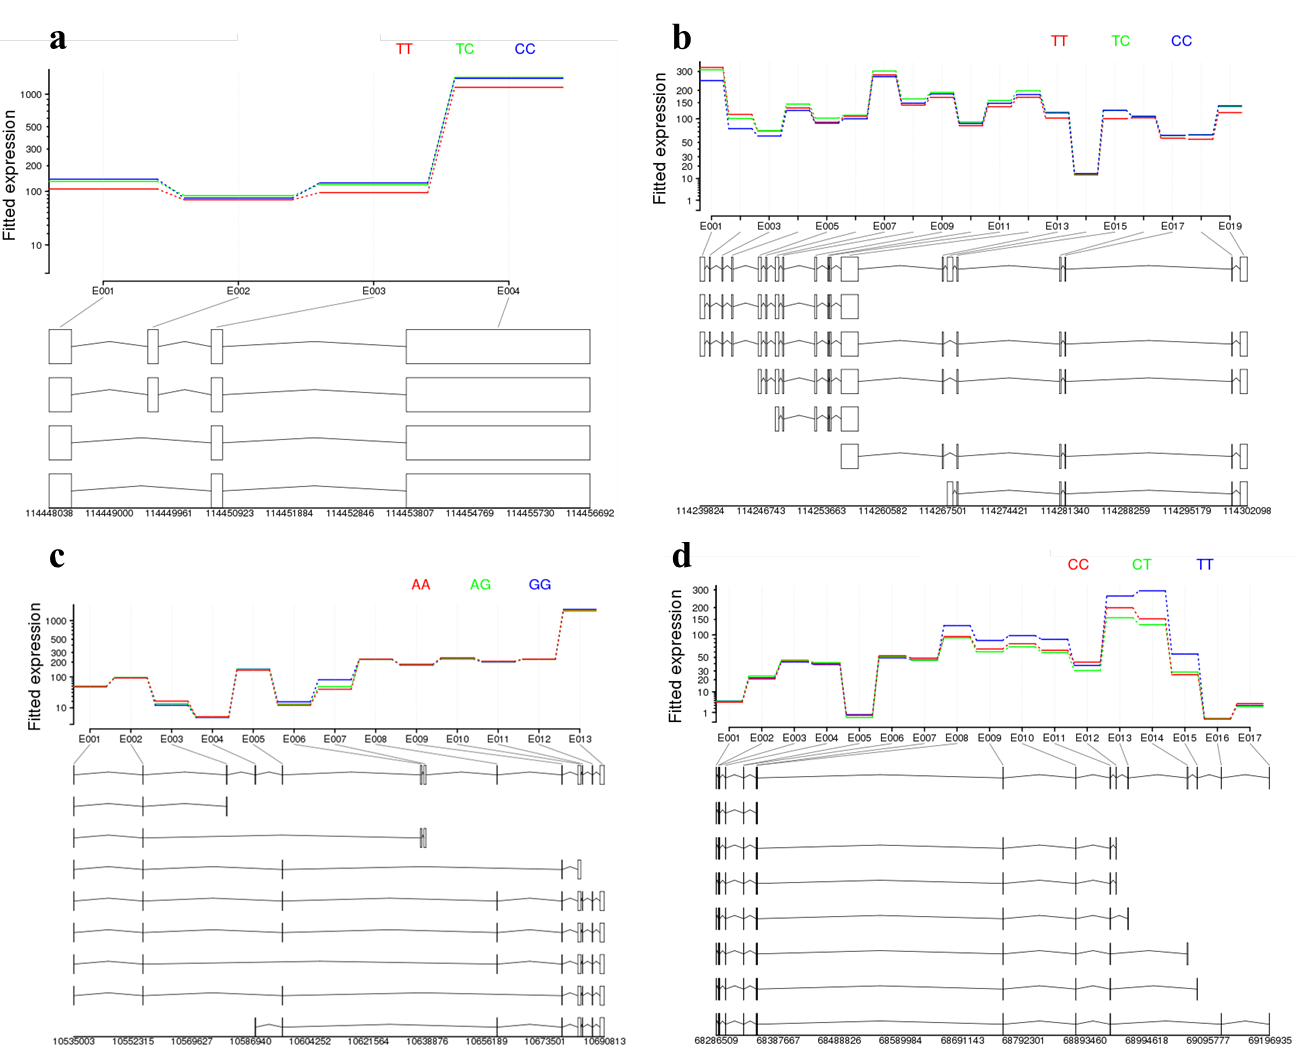 a
TT TC CC
Fitted expression
1000
500
300
200
100
10
E001 E002 E003 E004
114448038 114449000 114449961 114450923 114451884 114452846 114453807 114454769 114455730 114456692
b
TT TC CC
Fitted expression
300
200
150
100
50
30
20
10
1
E001 E003 E005 E007 E009 E011 E013 E015 E017 E019
114239824 114246743 114253663 114260582 114267501 114274421 114281340 114288259 114295179 114302098
c
AA AG GG
Fitted expression
1000
500
300
200
100
10
E001 E002 E003 E004 E005 E006 E007 E008 E009 E010 E011 E012 E013
10535003 10552315 10569627 10586940 10604252 10621564 10638876 10656189 10673501 10690813
d
CC CT TT
Fitted expression
300
200
150
100
50
30
20
10
1
E001 E002 E003 E004 E005 E006 E007 E008 E009 E010 E011 E012 E013 E014 E015 E016 E017
68286509 68387667 68488826 68589984 68691143 68792301 68893460 68994618 69095777 69196935